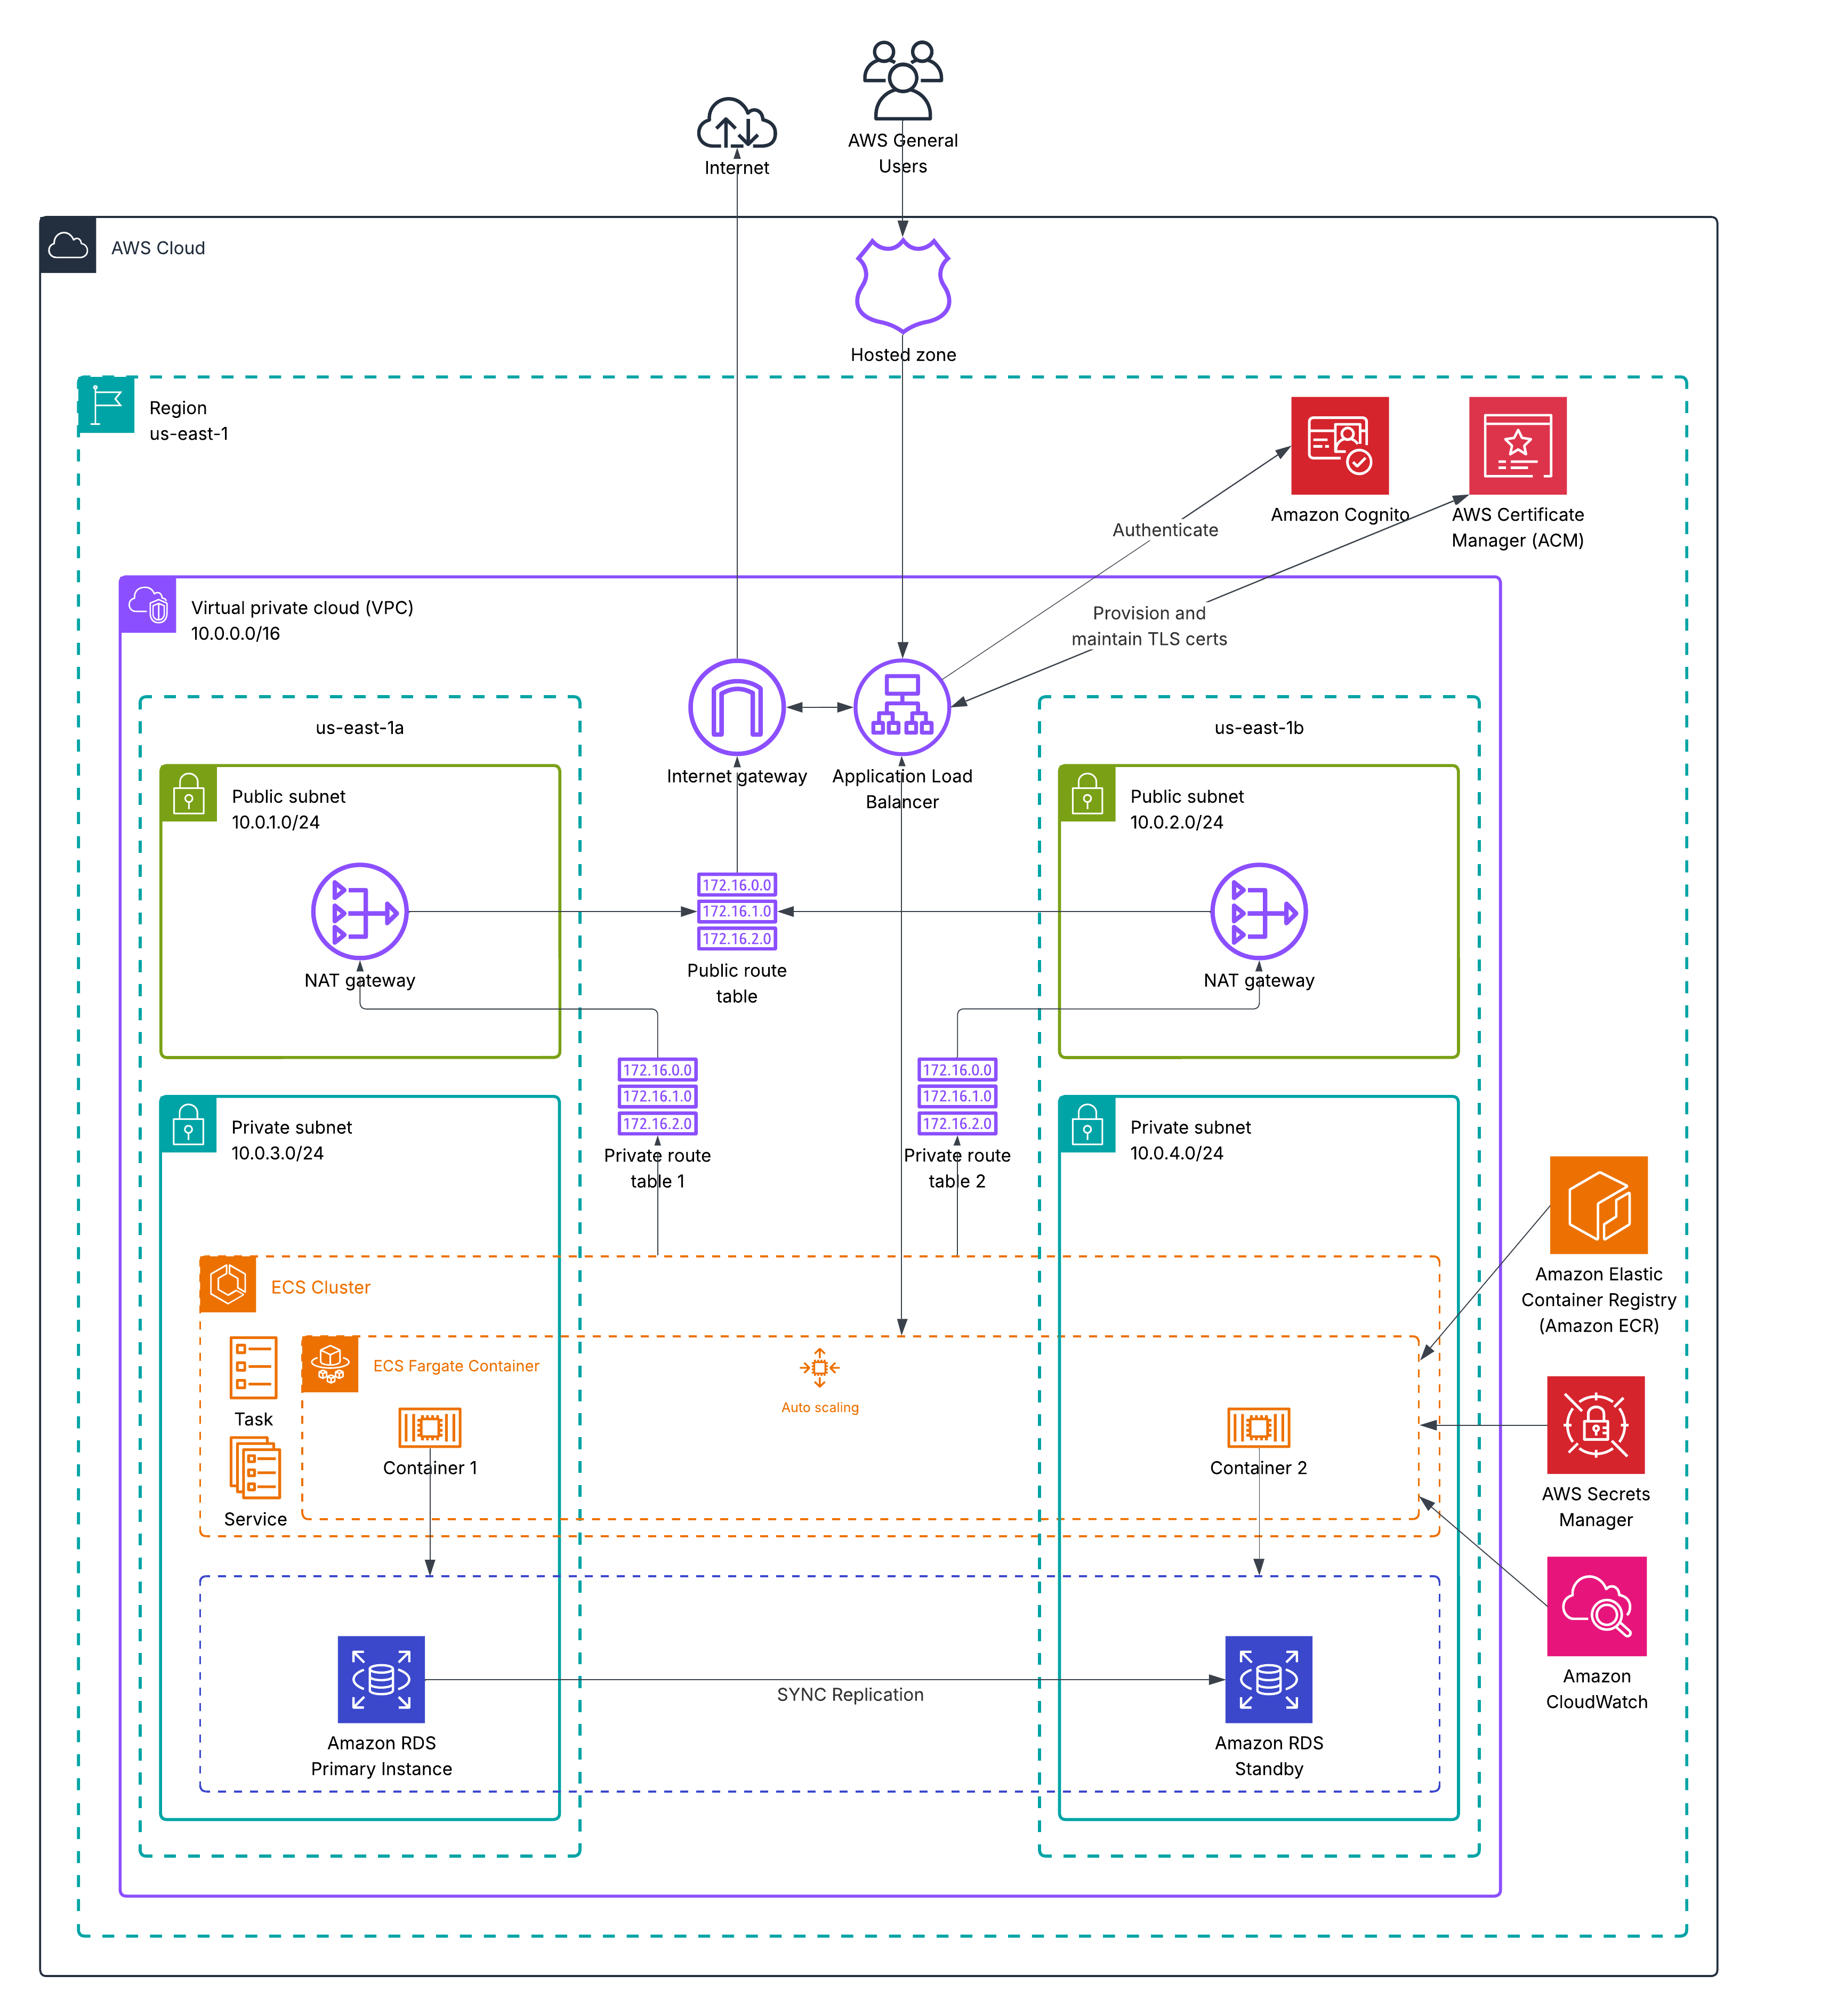 AWS General
Users
Internet
AWS Cloud
Hosted zone
Region
us-east-1
Amazon Cognito
AWS Certificate
Manager (ACM)
Authenticate
Provision and
maintain TLS certs
Virtual private cloud (VPC)
10.0.0.0/16
us-east-1a
us-east-1b
Internet gateway
Application Load
Balancer
Public subnet
10.0.1.0/24
Public subnet
10.0.2.0/24
NAT gateway
172.16.0.0
172.16.1.0
172.16.2.0
Public route
table
NAT gateway
172.16.0.0
172.16.1.0
172.16.2.0
Private route
table 1
172.16.0.0
172.16.1.0
172.16.2.0
Private route
table 2
Private subnet
10.0.3.0/24
Private subnet
10.0.4.0/24
ECS Cluster
Task
Service
ECS Fargate Container
Auto scaling
Container 1
Container 2
Amazon Elastic
Container Registry
(Amazon ECR)
AWS Secrets
Manager
Amazon
CloudWatch
SYNC Replication
Amazon RDS
Primary Instance
Amazon RDS
Standby